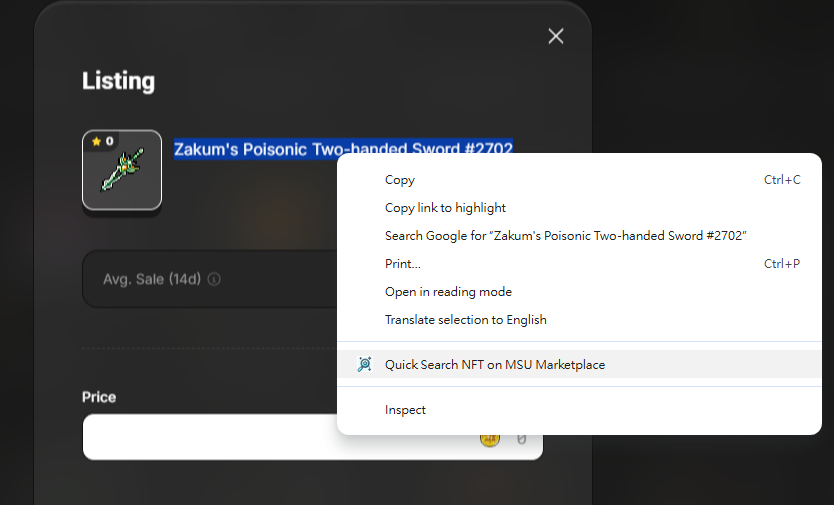 Listing
0
Zakum's Poisonic Two-handed Sword #2702
Copy Ctrl+C
Copy link to highlight
Search Google for “Zakum's Poisonic Two-handed Sword #2702”
Print... Ctrl+P
Open in reading mode
Translate selection to English
Avg. Sale (14d)
Quick Search NFT on MSU Marketplace
Price
Inspect